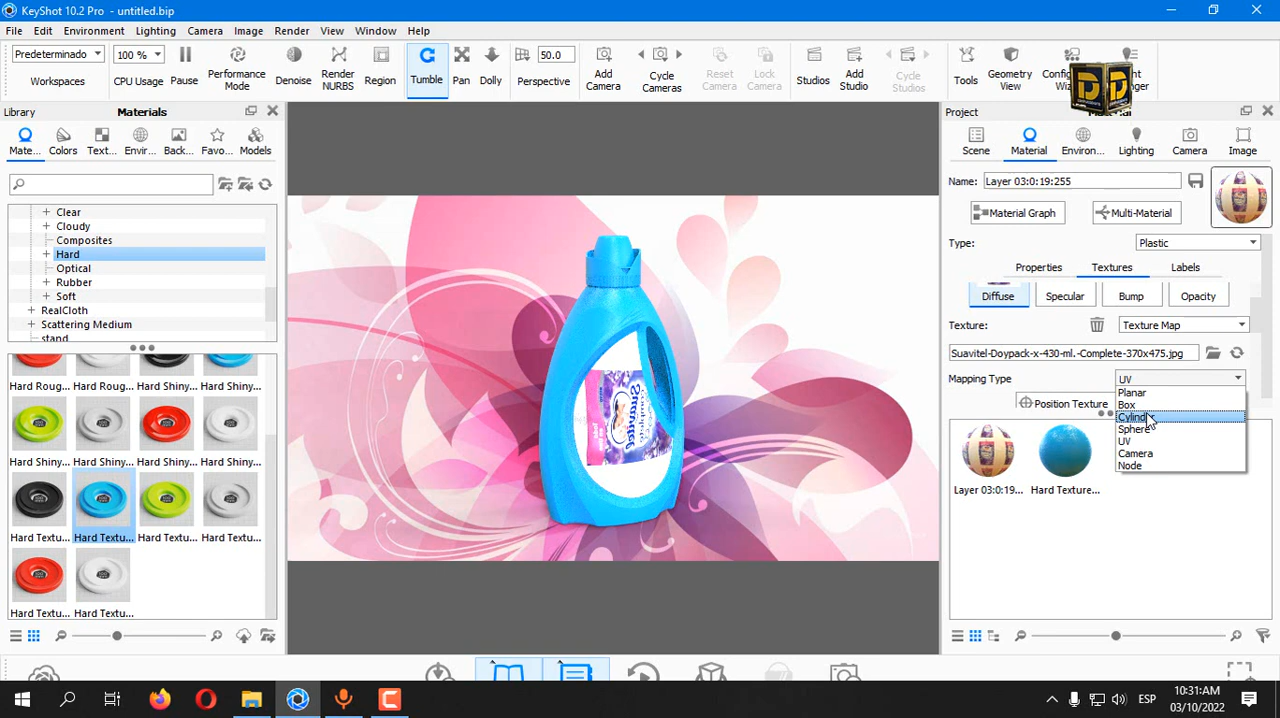 KeyShot 10.2 Pro - untitled.bip
File Edit Environment Lighting Camera Image Render View Window Help
Predeterminado 100 % 50.0
Workspaces CPU Usage Pause Performance Mode Denoise Render NURBS Region Tumble Pan Dolly Perspective Add Camera Cycle Cameras Reset Camera Lock Camera Studios Add Studio Cycle Studios Tools Geometry View
Library Materials
Project
Mate... Colors Text... Envir... Back... Favo... Models
Scene Material Environ... Lighting Camera Image
Name: Layer 03:0:19:255
Material Graph Multi-Material
Clear
Cloudy
Composites
Hard
Optical
Rubber
Soft
RealCloth
Scattering Medium
stand
Type: Plastic
Properties Textures Labels
Diffuse Specular Bump Opacity
Texture: Texture Map
Suavitel-Doypack-x-430-ml.-Complete-370x475.jpg
Mapping Type UV
Planar
Box
Sphere
UV
Camera
Node
Position Texture
Layer 03:0:19... Hard Texture...
Hard Roug... Hard Roug... Hard Shiny... Hard Shiny...
Hard Shiny... Hard Shiny... Hard Shiny... Hard Textu...
Hard Textu... Hard Textu... Hard Textu... Hard Textu...
Hard Textu... Hard Textu...
ESP
10:31 AM
03/10/2022